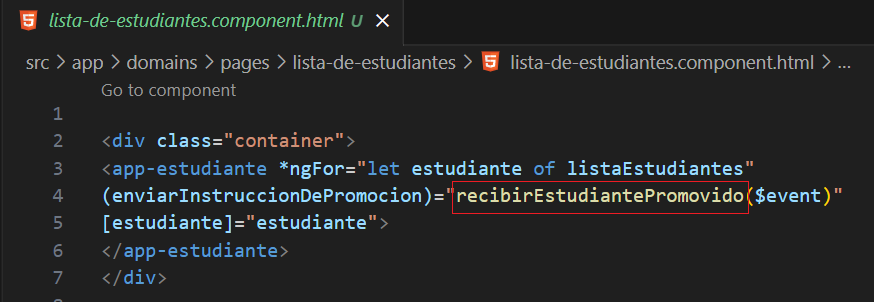 lista-de-estudiantes.component.html U
src > app > domains > pages > lista-de-estudiantes > lista-de-estudiantes.component.html > ...
Go to component
1
2 <div class="container">
3 <app-estudiante *ngFor="let estudiante of listaEstudiantes"
4 (enviarInstruccionDePromocion)="recibirEstudiantePromovido($event)"
5 [estudiante]="estudiante">
6 </app-estudiante>
7 </div>